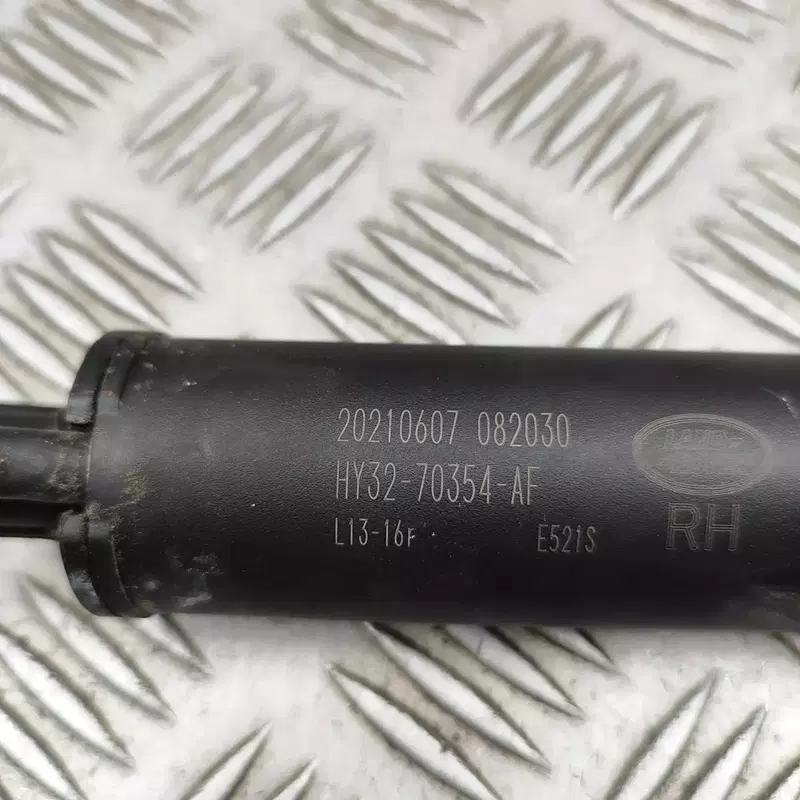 20210607 082030
HY32-70354-AF
L13-16F E521S
RH